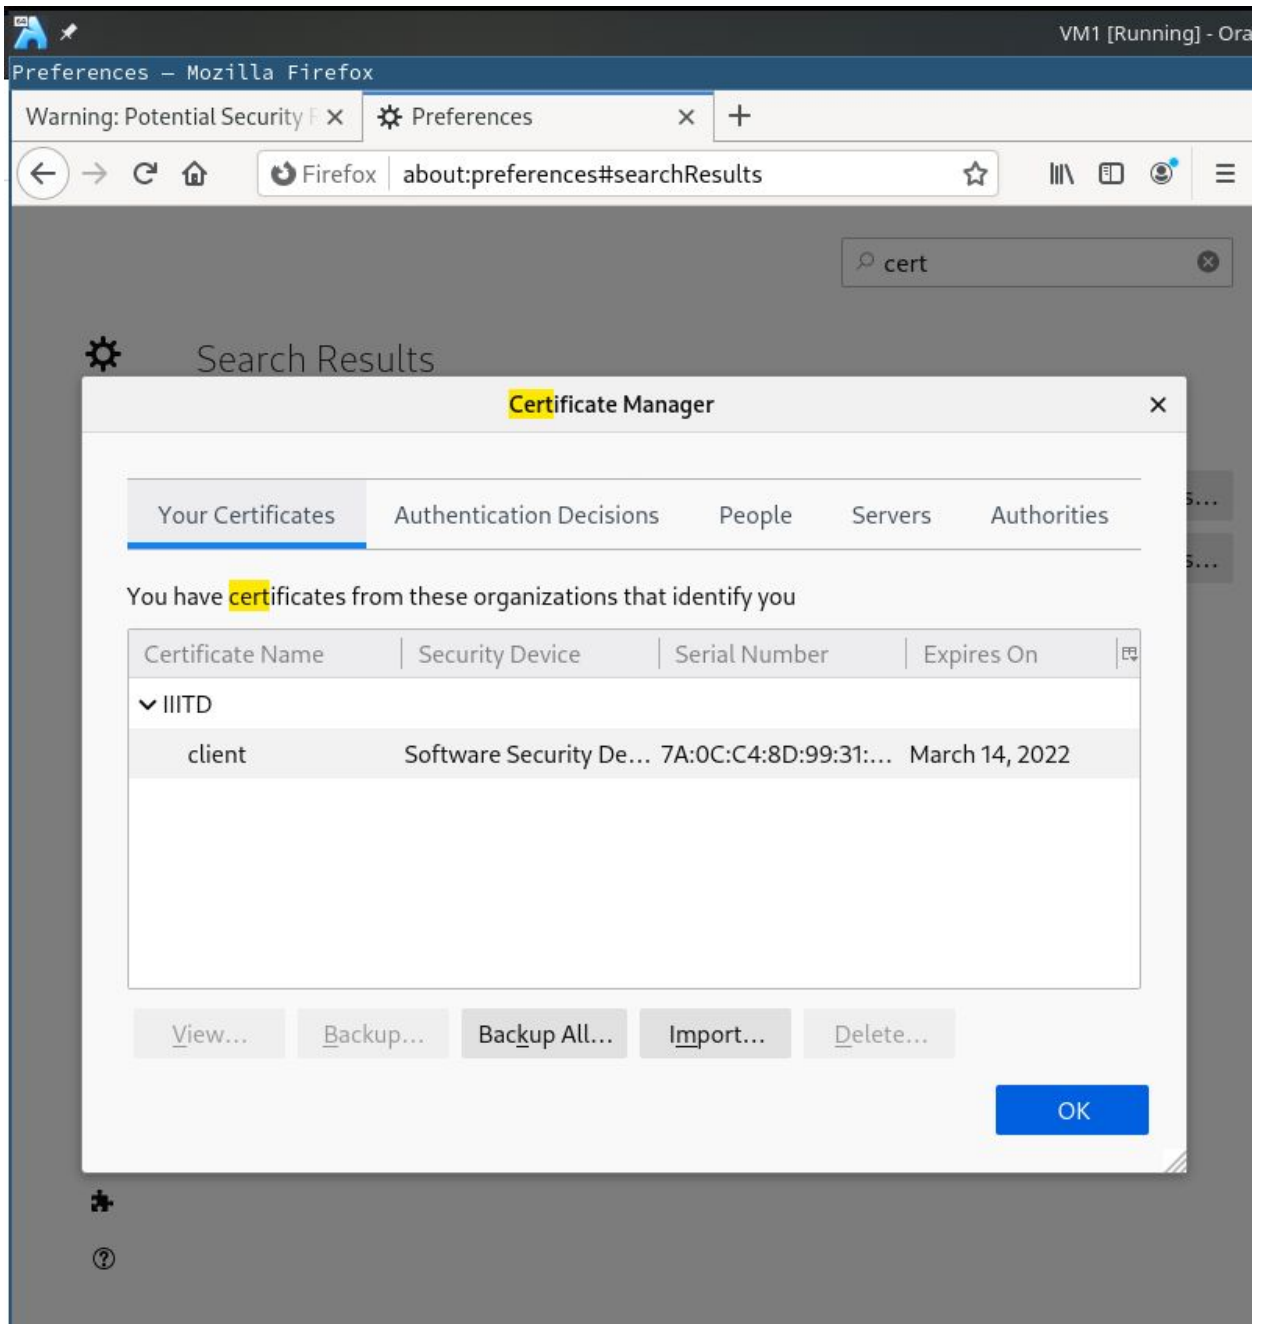 64
VM1 [Running] - Ora
Preferences — Mozilla Firefox
Warning: Potential Security
Preferences
Firefox about:preferences#searchResults
cert
Search Results
Certificate Manager
s...
Your Certificates Authentication Decisions People Servers Authorities
s...
You have certificates from these organizations that identify you
Certificate Name Security Device Serial Number Expires On
IIITD
client Software Security De... 7A:0C:C4:8D:99:31:... March 14, 2022
View... Backup... Backup All... Import... Delete...
OK